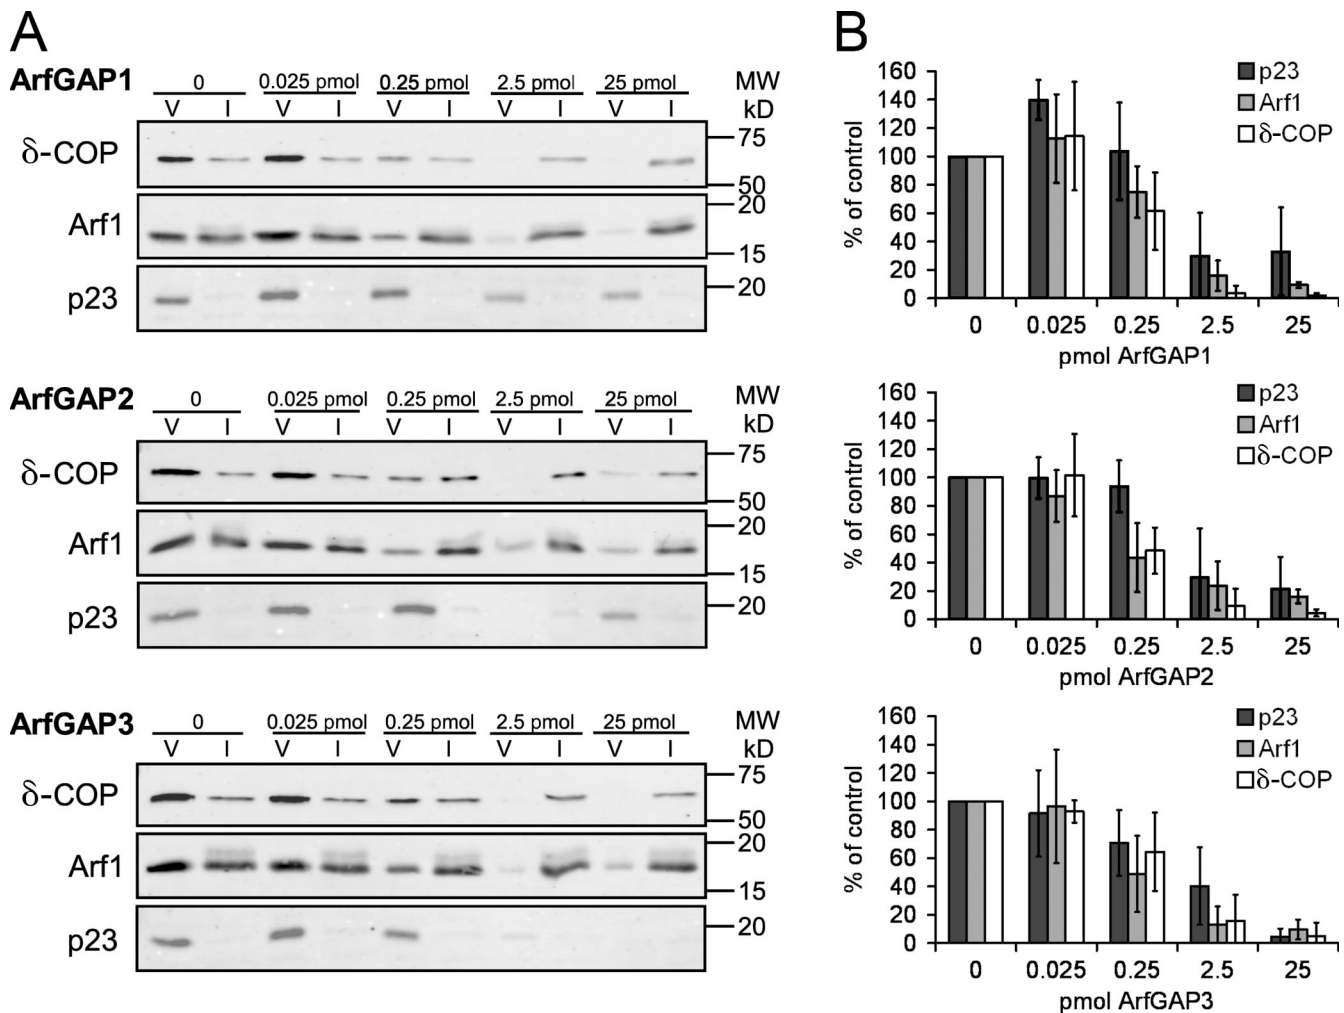 A
ArfGAP1
0 0.025 pmol 0.25 pmol 2.5 pmol 25 pmol MW
V I V I V I V I V I kD
δ-COP
75
50
Arf1
20
15
p23
20
ArfGAP2
0 0.025 pmol 0.25 pmol 2.5 pmol 25 pmol MW
V I V I V I V I V I kD
δ-COP
75
50
Arf1
20
15
p23
20
ArfGAP3
0 0.025 pmol 0.25 pmol 2.5 pmol 25 pmol MW
V I V I V I V I V I kD
δ-COP
75
50
Arf1
20
15
p23
20
B
p23
Arf1
δ-COP
% of control
160
140
120
100
80
60
40
20
0
0 0.025 0.25 2.5 25
pmol ArfGAP1
p23
Arf1
δ-COP
% of control
160
140
120
100
80
60
40
20
0
0 0.025 0.25 2.5 25
pmol ArfGAP2
p23
Arf1
δ-COP
% of control
160
140
120
100
80
60
40
20
0
0 0.025 0.25 2.5 25
pmol ArfGAP3